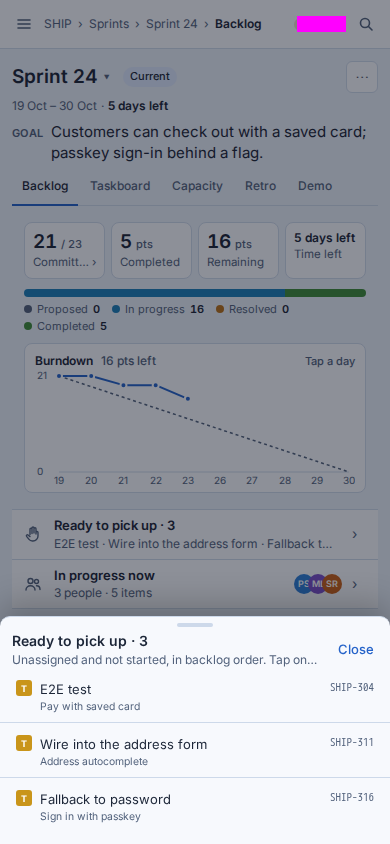 SHIP › Sprints › Sprint 24 › Backlog
Sprint 24 Current
19 Oct – 30 Oct · 5 days left
GOAL Customers can check out with a saved card;
passkey sign-in behind a flag.
Backlog Taskboard Capacity Retro Demo
21 / 23 5 pts 16 pts 5 days left
Committ… › Completed Remaining Time left
Proposed 0 In progress 16 Resolved 0
Completed 5
Burndown 16 pts left Tap a day
21
0
19 20 21 22 23 26 27 28 29 30
Ready to pick up · 3
E2E test · Wire into the address form · Fallback t…
In progress now
3 people · 5 items
PS SR
Ready to pick up · 3
Unassigned and not started, in backlog order. Tap on…
Close
T E2E test SHIP-304
Pay with saved card
T Wire into the address form SHIP-311
Address autocomplete
T Fallback to password SHIP-316
Sign in with passkey